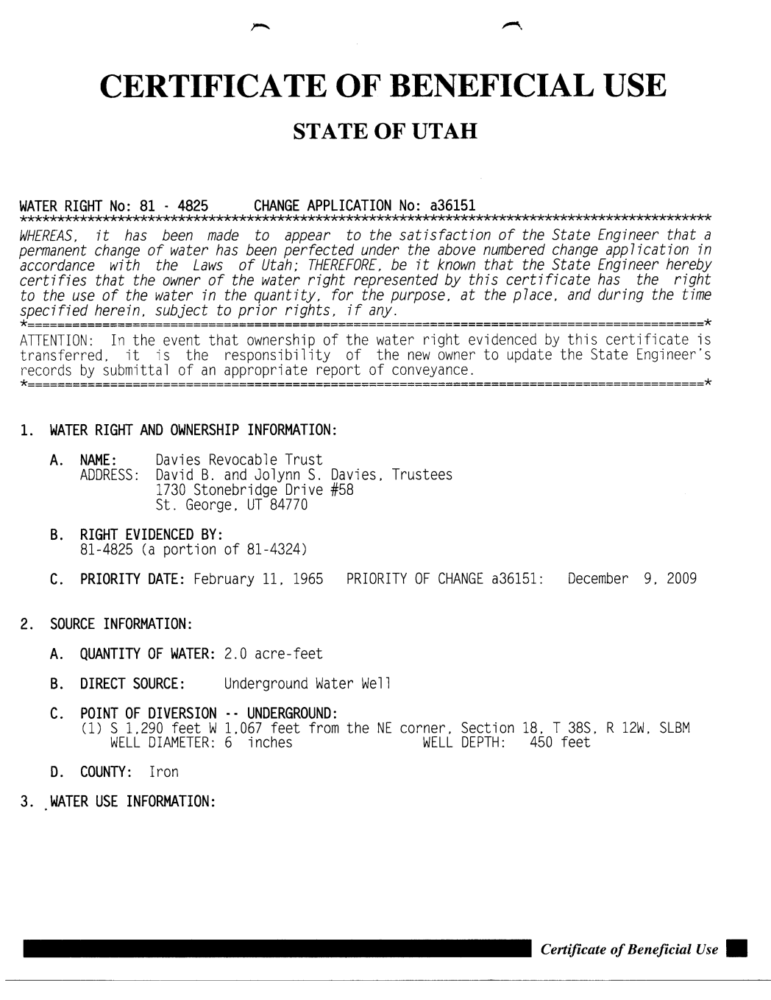 CERTIFICATE OF BENEFICIAL USE
STATE OF UTAH
WATER RIGHT No: 81 - 4825 CHANGE APPLICATION No: a36151
********************************************************************************************
WHEREAS, it has been made to appear to the satisfaction of the State Engineer that a
permanent change of water has been perfected under the above numbered change application in
accordance with the Laws of Utah; THEREFORE, be it known that the State Engineer hereby
certifies that the owner of the water right represented by this certificate has the right
to the use of the water in the quantity, for the purpose, at the place, and during the time
specified herein, subject to prior rights, if any.
*==========================================================================================*
ATTENTION: In the event that ownership of the water right evidenced by this certificate is
transferred, it is the responsibility of the new owner to update the State Engineer's
records by submittal of an appropriate report of conveyance.
*==========================================================================================*
1. WATER RIGHT AND OWNERSHIP INFORMATION:
A. NAME: Davies Revocable Trust
ADDRESS: David B. and Jolynn S. Davies, Trustees
1730 Stonebridge Drive #58
St. George, UT 84770
B. RIGHT EVIDENCED BY:
81-4825 (a portion of 81-4324)
C. PRIORITY DATE: February 11, 1965 PRIORITY OF CHANGE a36151: December 9, 2009
2. SOURCE INFORMATION:
A. QUANTITY OF WATER: 2.0 acre-feet
B. DIRECT SOURCE: Underground Water Well
C. POINT OF DIVERSION -- UNDERGROUND:
(1) S 1,290 feet W 1,067 feet from the NE corner, Section 18, T 38S, R 12W, SLBM
WELL DIAMETER: 6 inches WELL DEPTH: 450 feet
D. COUNTY: Iron
3. WATER USE INFORMATION:
Certificate of Beneficial Use